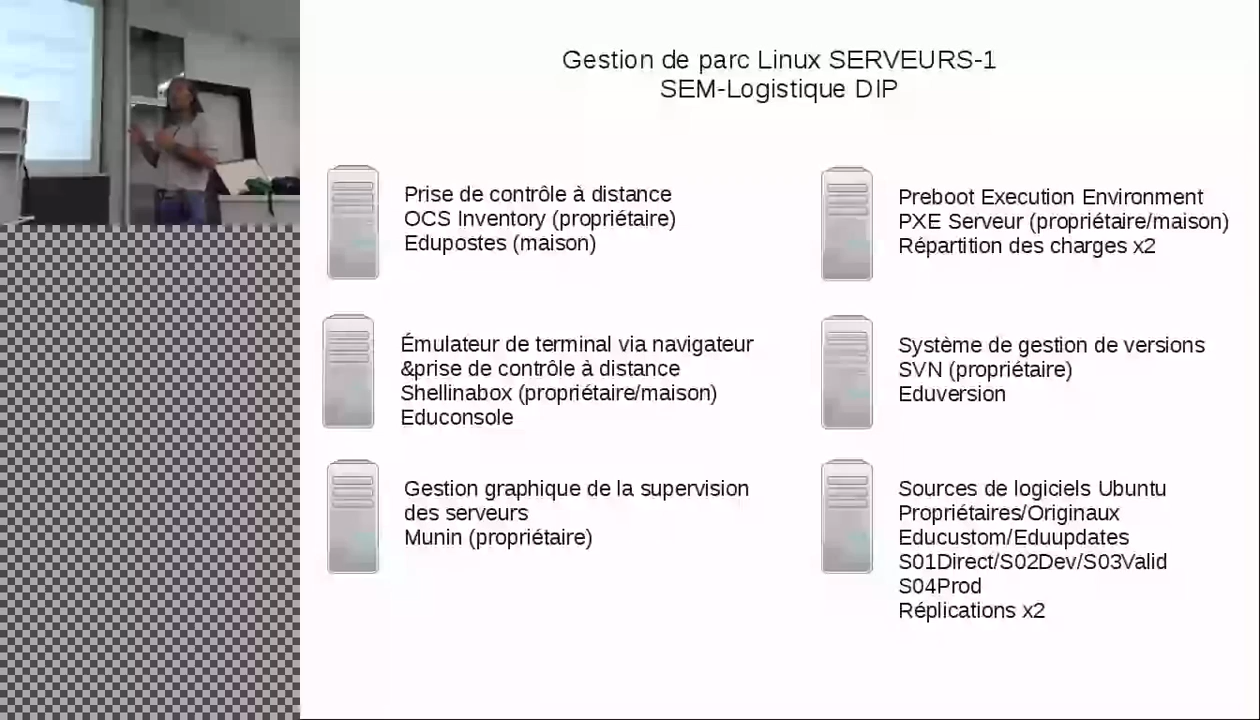 Gestion de parc Linux SERVEURS-1
SEM-Logistique DIP
Prise de contrôle à distance
OCS Inventory (propriétaire)
Edupostes (maison)
Émulateur de terminal via navigateur
&prise de contrôle à distance
Shellinabox (propriétaire/maison)
Educonsole
Gestion graphique de la supervision
des serveurs
Munin (propriétaire)
Preboot Execution Environment
PXE Serveur (propriétaire/maison)
Répartition des charges x2
Système de gestion de versions
SVN (propriétaire)
Eduversion
Sources de logiciels Ubuntu
Propriétaires/Originaux
Educustom/Eduupdates
S01Direct/S02Dev/S03Valid
S04Prod
Réplications x2